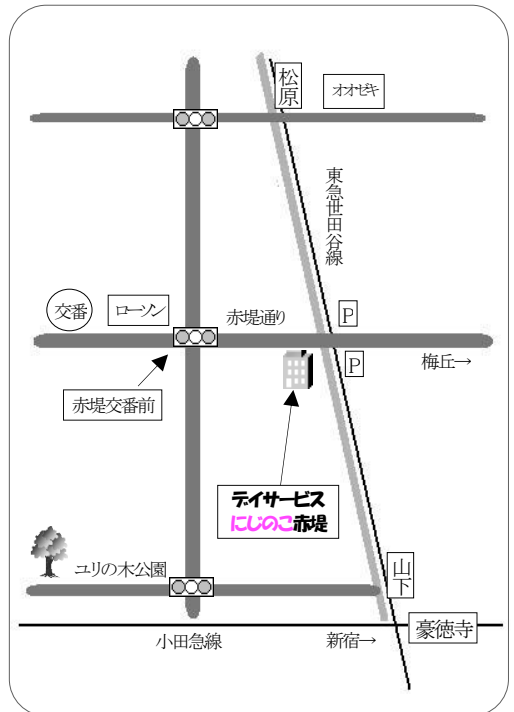 松原
オオゼキ
東急世田谷線
交番
ローソン
赤堤通り
P
P
梅丘→
赤堤交番前
デイサービス
にじのこ赤堤
ユリの木公園
山下
豪徳寺
小田急線
新宿→